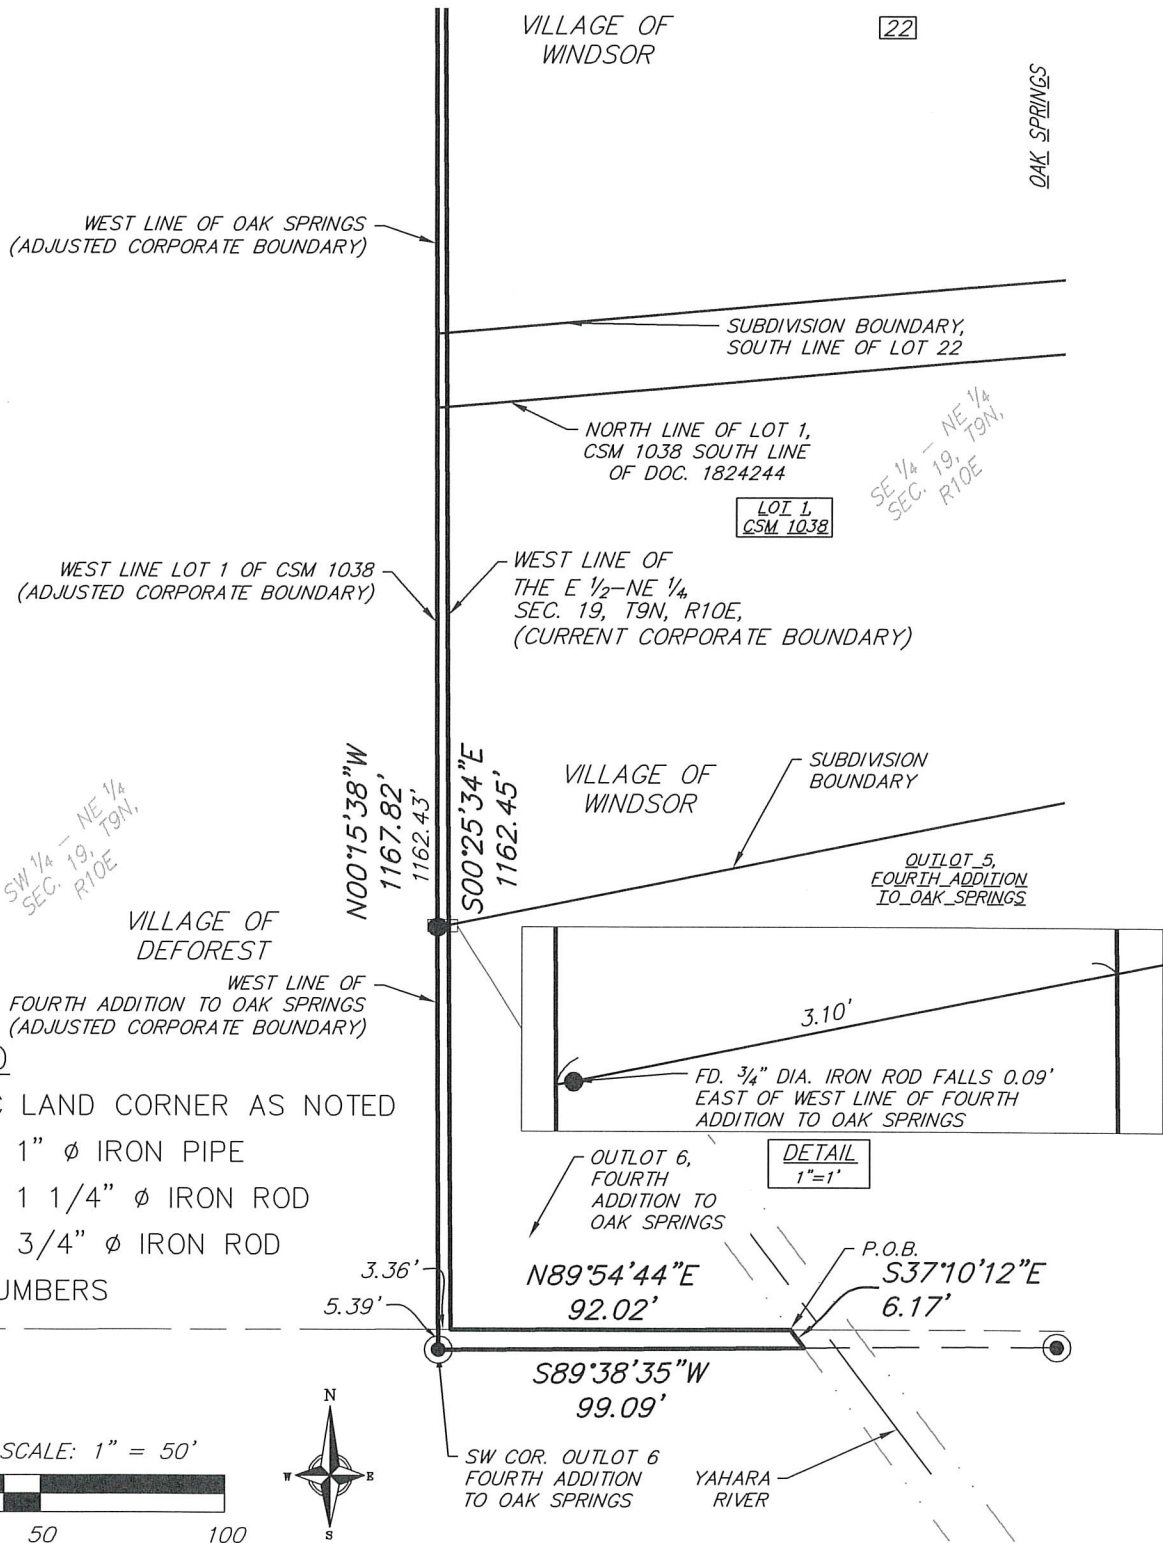 VILLAGE OF
WINDSOR
22
OAK SPRINGS
WEST LINE OF OAK SPRINGS
(ADJUSTED CORPORATE BOUNDARY)
SUBDIVISION BOUNDARY,
SOUTH LINE OF LOT 22
NORTH LINE OF LOT 1,
CSM 1038 SOUTH LINE
OF DOC. 1824244
SE 1/4 - NE 1/4
SEC. 19, T9N,
R10E
LOT 1,
CSM 1038
WEST LINE LOT 1 OF CSM 1038
(ADJUSTED CORPORATE BOUNDARY)
WEST LINE OF
THE E 1/2-NE 1/4,
SEC. 19, T9N, R10E,
(CURRENT CORPORATE BOUNDARY)
N00°15'38"W
1167.82'
1162.43'
S00°25'34"E
1162.45'
VILLAGE OF
WINDSOR
SUBDIVISION
BOUNDARY
SW 1/4 - NE 1/4
SEC. 19, T9N,
R10E
OUTLOT 5,
FOURTH ADDITION
TO OAK SPRINGS
VILLAGE OF
DEFOREST
WEST LINE OF
FOURTH ADDITION TO OAK SPRINGS
(ADJUSTED CORPORATE BOUNDARY)
3.10'
FD. 3/4" DIA. IRON ROD FALLS 0.09'
EAST OF WEST LINE OF FOURTH
ADDITION TO OAK SPRINGS
DETAIL
1"=1'
D
C LAND CORNER AS NOTED
1" ø IRON PIPE
1 1/4" ø IRON ROD
3/4" ø IRON ROD
UMBERS
OUTLOT 6,
FOURTH
ADDITION TO
OAK SPRINGS
P.O.B.
3.36'
5.39'
N89°54'44"E
92.02'
S37°10'12"E
6.17'
S89°38'35"W
99.09'
SW COR. OUTLOT 6
FOURTH ADDITION
TO OAK SPRINGS
YAHARA
RIVER
SCALE: 1" = 50'
50 100
N
W E
S